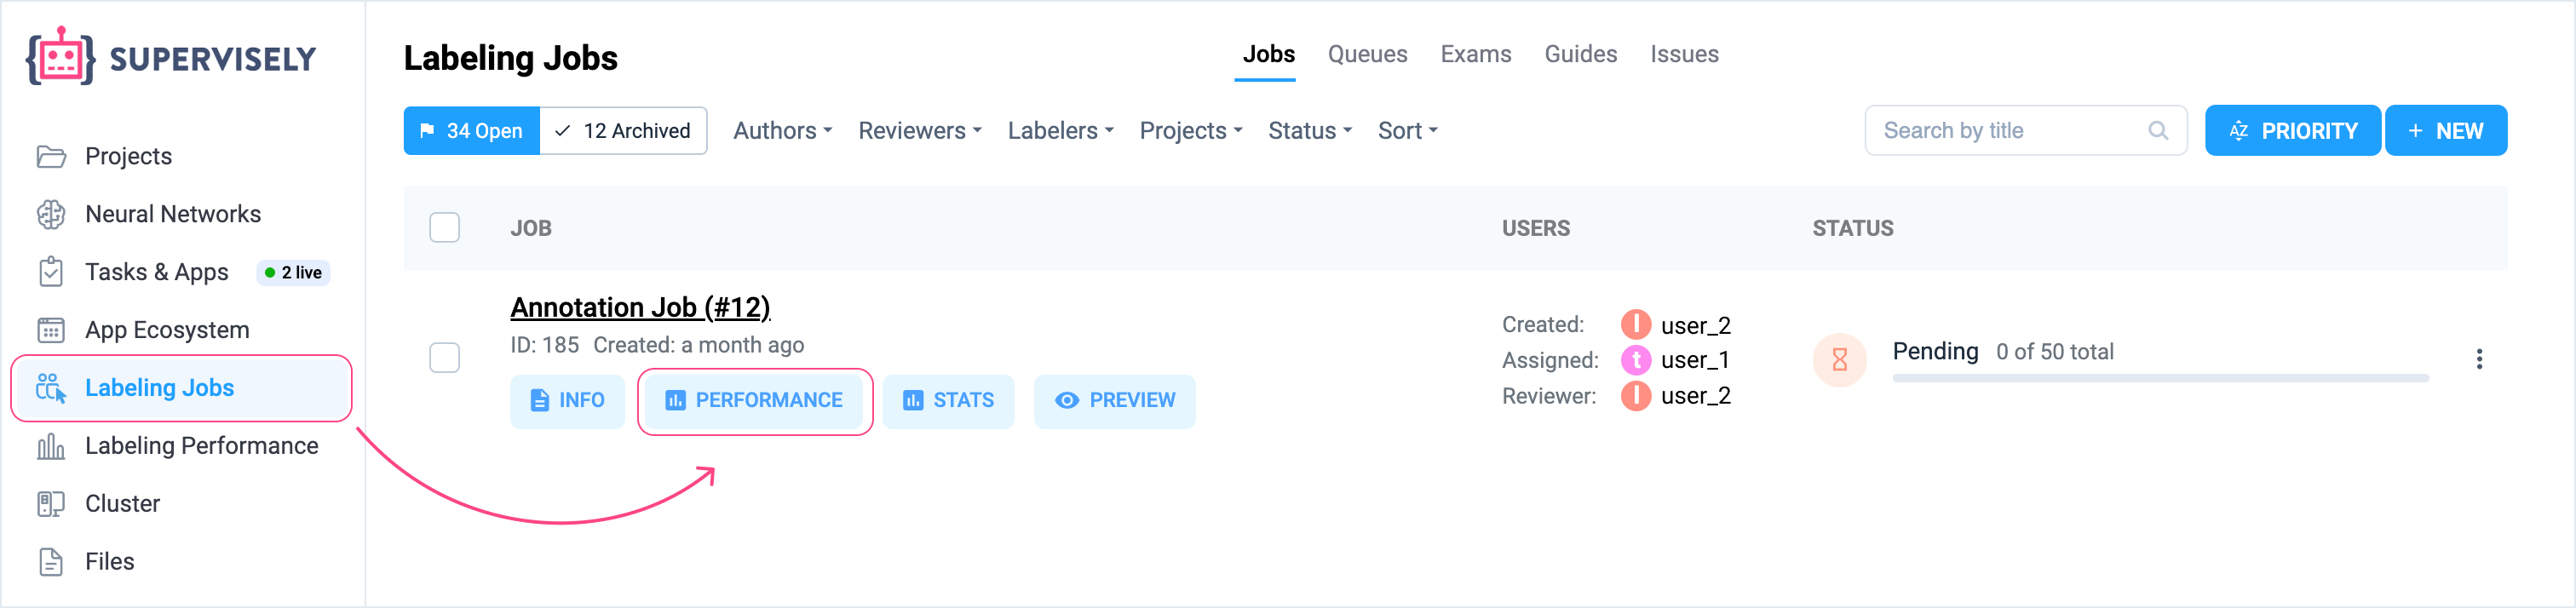 SUPERVISELY
Projects
Neural Networks
Tasks & Apps 2 live
App Ecosystem
Labeling Jobs
Labeling Performance
Cluster
Files
Labeling Jobs
Jobs Queues Exams Guides Issues
34 Open 12 Archived Authors Reviewers Labelers Projects Status Sort Search by title AZ PRIORITY + NEW
JOB USERS STATUS
Annotation Job (#12)
ID: 185 Created: a month ago
INFO PERFORMANCE STATS PREVIEW
Created: l user_2
Assigned: t user_1
Reviewer: l user_2
Pending 0 of 50 total